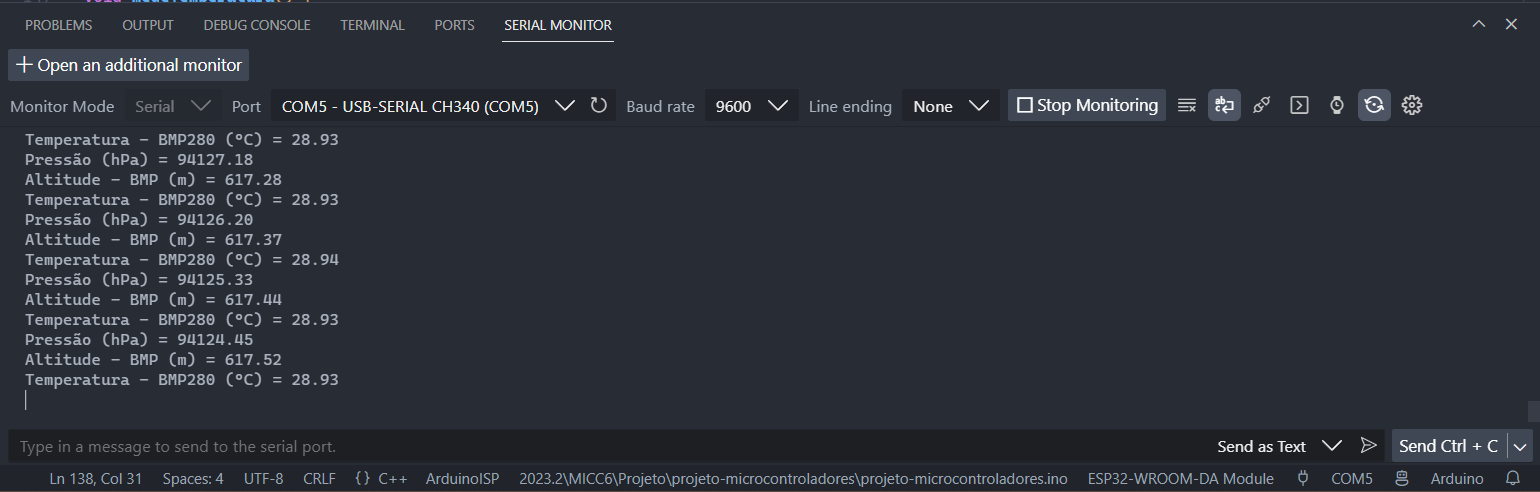 PROBLEMS OUTPUT DEBUG CONSOLE TERMINAL PORTS SERIAL MONITOR
Open an additional monitor
Monitor Mode Serial Port COM5 - USB-SERIAL CH340 (COM5) Baud rate 9600 Line ending None Stop Monitoring
Temperatura - BMP280 (°C) = 28.93
Pressão (hPa) = 94127.18
Altitude - BMP (m) = 617.28
Temperatura - BMP280 (°C) = 28.93
Pressão (hPa) = 94126.20
Altitude - BMP (m) = 617.37
Temperatura - BMP280 (°C) = 28.94
Pressão (hPa) = 94125.33
Altitude - BMP (m) = 617.44
Temperatura - BMP280 (°C) = 28.93
Pressão (hPa) = 94124.45
Altitude - BMP (m) = 617.52
Temperatura - BMP280 (°C) = 28.93
Type in a message to send to the serial port. Send as Text Send Ctrl + C
Ln 138, Col 31 Spaces: 4 UTF-8 CRLF {} C++ ArduinoISP 2023.2\MICC6\Projeto\projeto-microcontroladores\projeto-microcontroladores.ino ESP32-WROOM-DA Module COM5 Arduino